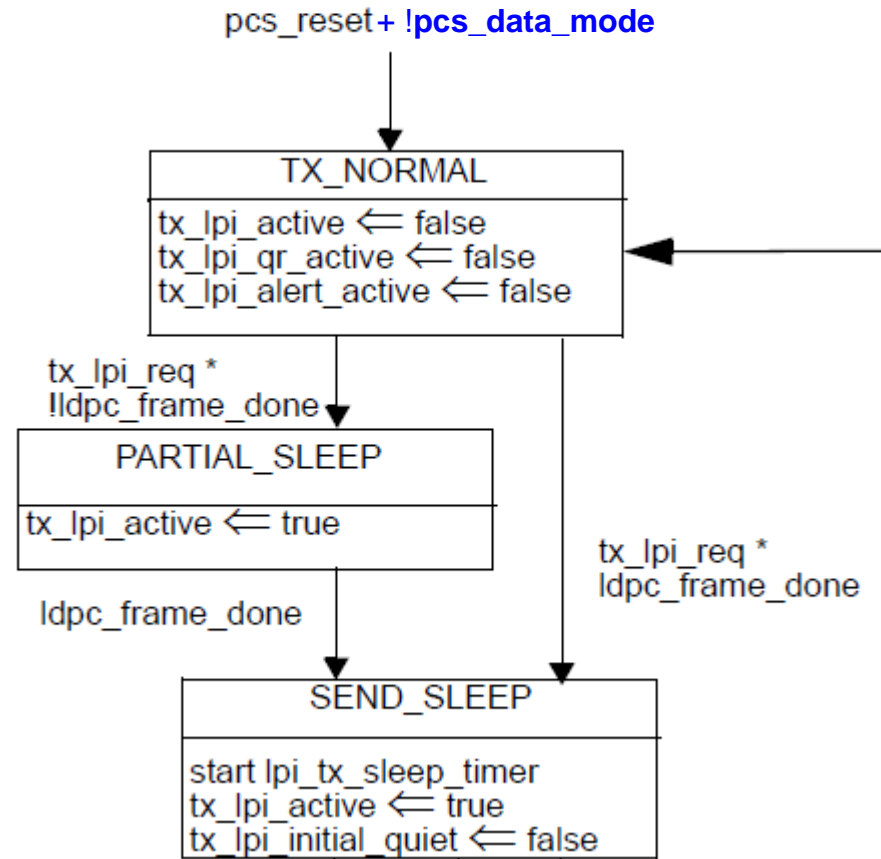 pcs_reset + !pcs_data_mode
TX_NORMAL
tx_lpi_active ⇐ false
tx_lpi_qr_active ⇐ false
tx_lpi_alert_active ⇐ false
tx_lpi_req *
!ldpc_frame_done
PARTIAL_SLEEP
tx_lpi_active ⇐ true
tx_lpi_req *
ldpc_frame_done
ldpc_frame_done
SEND_SLEEP
start lpi_tx_sleep_timer
tx_lpi_active ⇐ true
tx_lpi_initial_quiet ⇐ false